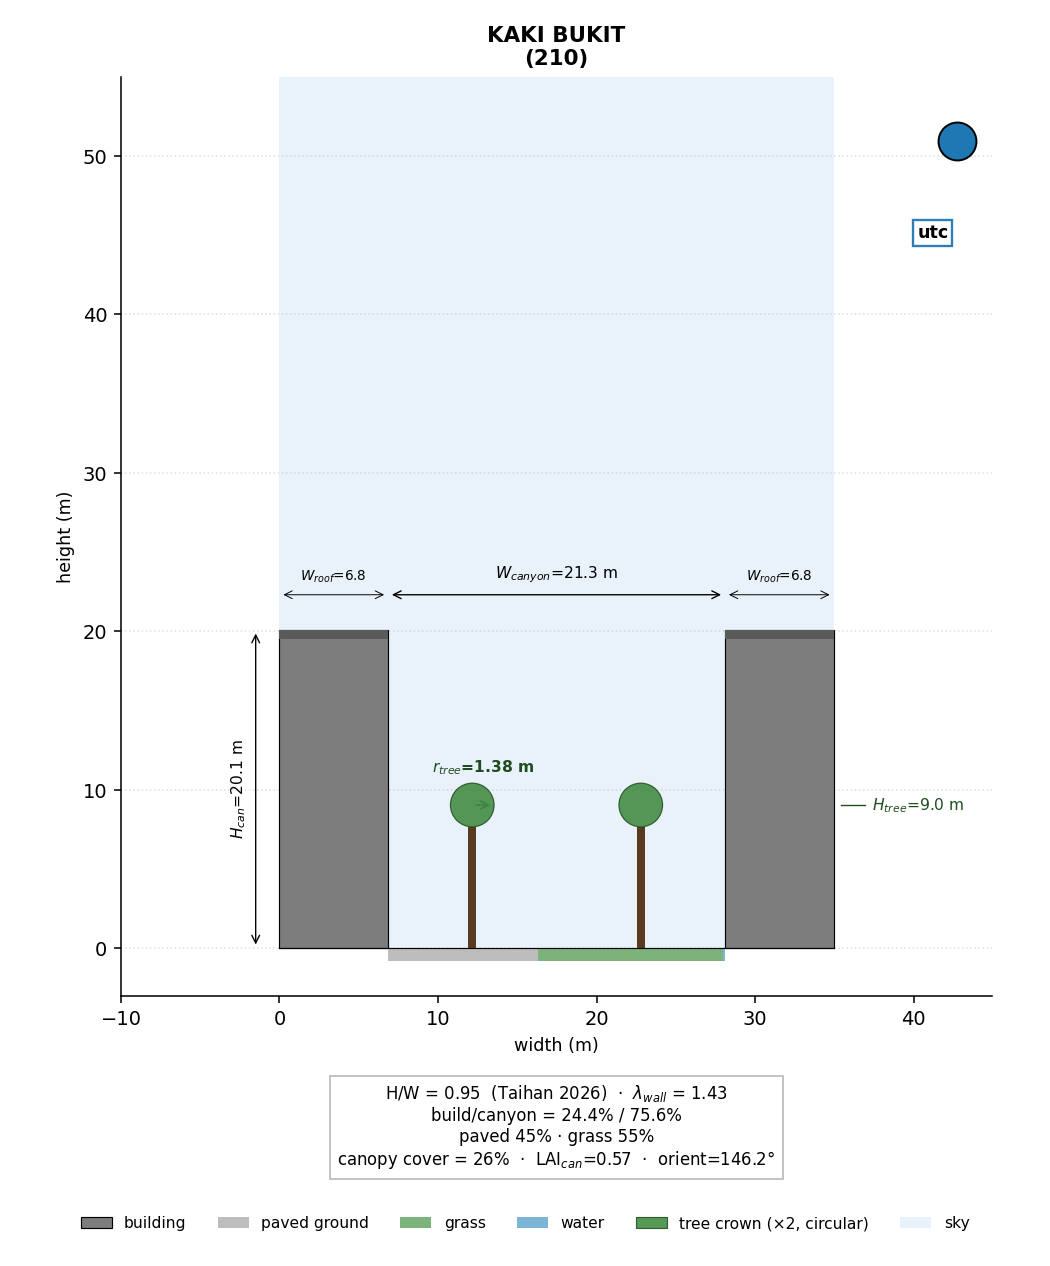 KAKI BUKIT
(210)
50
utc
40
30
height (m)
W_roof=6.8
W_canyon=21.3 m
W_roof=6.8
20
H_can=20.1 m
r_tree=1.38 m
10
H_tree=9.0 m
0
−10
0
10
20
30
40
width (m)
H/W = 0.95 (Taihan 2026) · λ_wall = 1.43
build/canyon = 24.4% / 75.6%
paved 45% · grass 55%
canopy cover = 26% · LAI_can=0.57 · orient=146.2°
building
paved ground
grass
water
tree crown (×2, circular)
sky